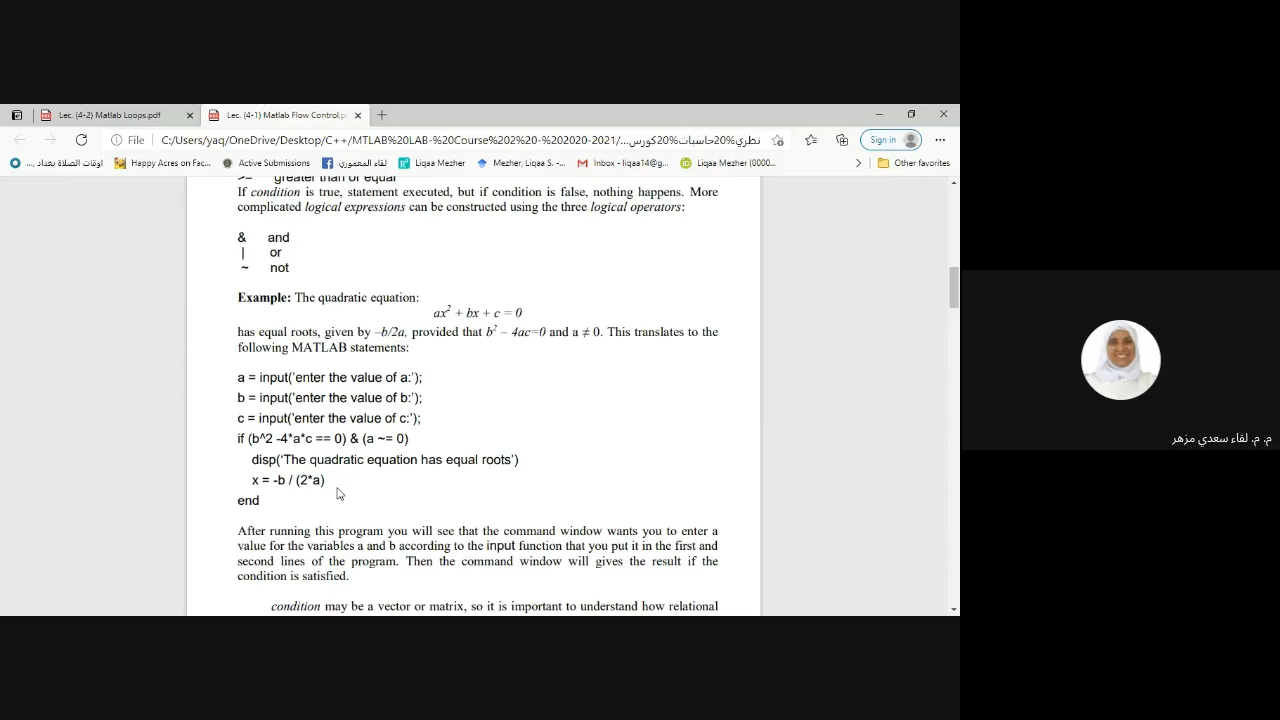 Lec. (4-2) Matlab Loops.pdf
Lec. (4-1) Matlab Flow Control.p
File
C:/Users/yaq/OneDrive/Desktop/C++/MTLAB%20LAB-%20Course%202%20-%202020-2021/...نظري%20حاسبات%20كورس
Sign in
اوقات الصلاة بغداد , ...
Happy Acres on Fac...
Active Submissions
لقاء المعموري
Liqaa Mezher
Mezher, Liqaa S. -...
Inbox - liqaa14@g...
Liqaa Mezher (0000...
Other favorites
>= greater than or equal
If condition is true, statement executed, but if condition is false, nothing happens. More
complicated logical expressions can be constructed using the three logical operators:
& and
| or
~ not
Example: The quadratic equation:
ax² + bx + c = 0
has equal roots, given by –b/2a, provided that b² – 4ac=0 and a ≠ 0. This translates to the
following MATLAB statements:
a = input('enter the value of a:');
b = input('enter the value of b:');
c = input('enter the value of c:');
if (b^2 -4*a*c == 0) & (a ~= 0)
disp('The quadratic equation has equal roots')
x = -b / (2*a)
end
After running this program you will see that the command window wants you to enter a
value for the variables a and b according to the input function that you put it in the first and
second lines of the program. Then the command window will gives the result if the
condition is satisfied.
condition may be a vector or matrix, so it is important to understand how relational
م. م. لقاء سعدي مزهر